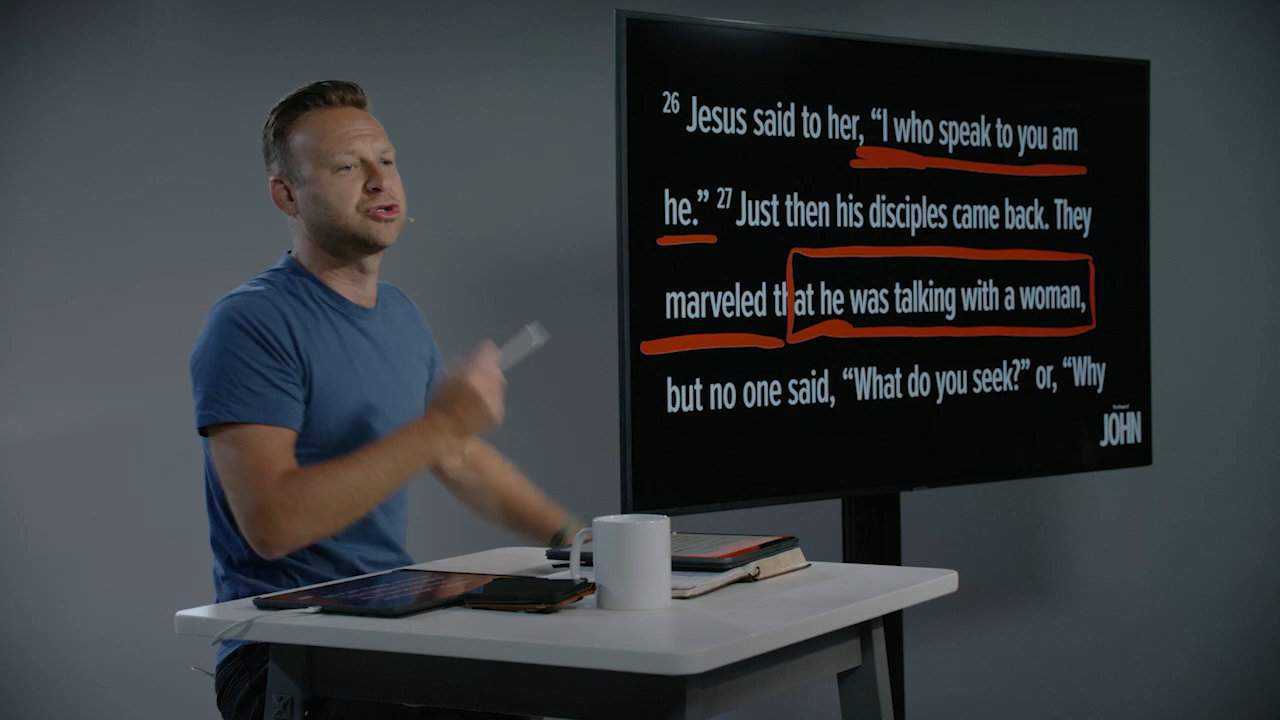 26 Jesus said to her, “I who speak to you am
he.” 27 Just then his disciples came back. They
marveled that he was talking with a woman,
but no one said, “What do you seek?” or, “Why
JOHN